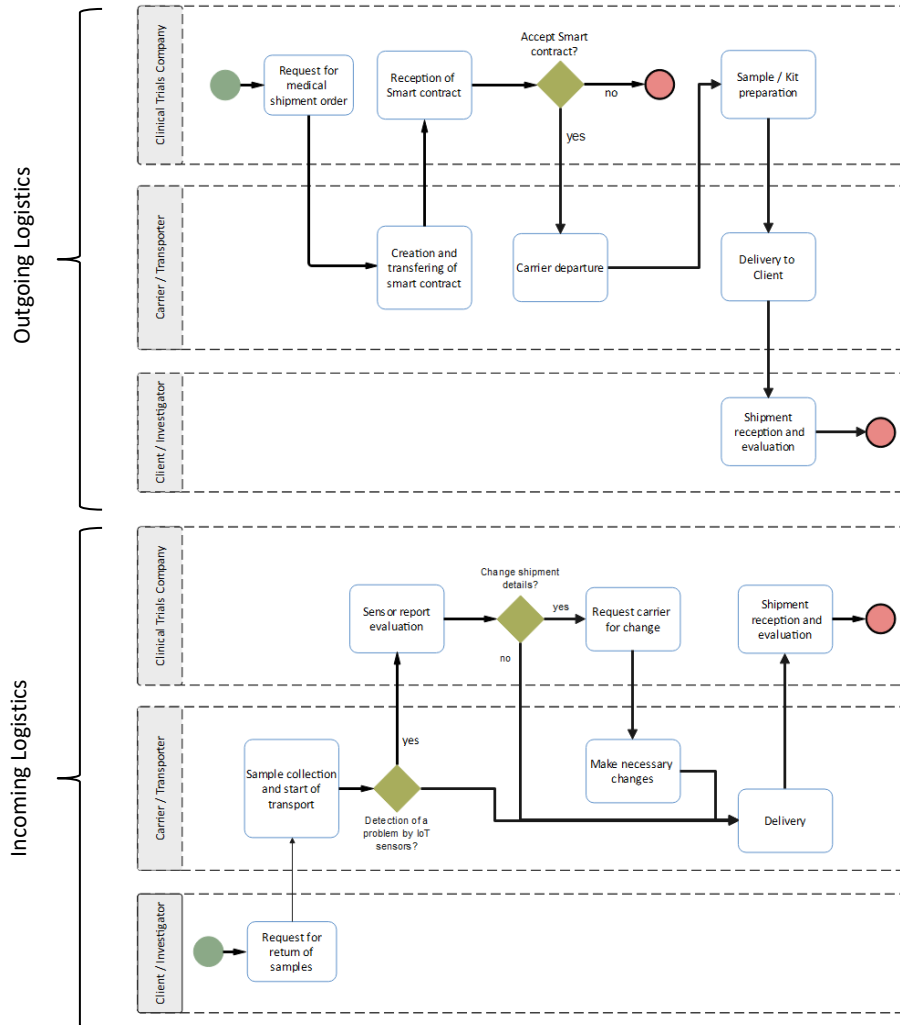 Outgoing Logistics
Clinical Trials Company
Request for
medical
shipment order
Reception of
Smart contract
Accept Smart
contract?
no
yes
Sample / Kit
preparation
Carrier / Transporter
Creation and
transfering of
smart contract
Carrier departure
Delivery to
Client
Client / Investigator
Shipment
reception and
evaluation
Incoming Logistics
Clinical Trials Company
Sensor report
evaluation
Change shipment
details?
yes
no
Request carrier
for change
Shipment
reception and
evaluation
Carrier / Transporter
Sample collection
and start of
transport
yes
Detection of a
problem by IoT
sensors?
Make necessary
changes
Delivery
Client / Investigator
Request for
return of
samples